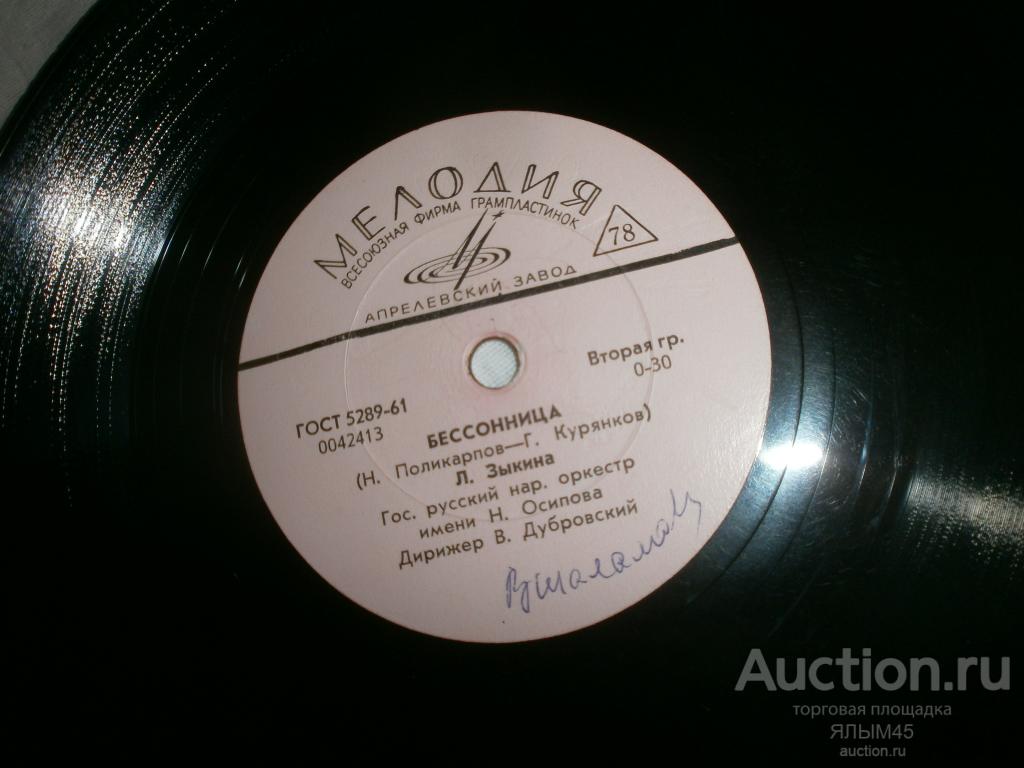 МЕЛОДИЯ
ВСЕСОЮЗНАЯ ФИРМА ГРАМПЛАСТИНОК
78
АПРЕЛЕВСКИЙ ЗАВОД
Вторая гр.
0-30
ГОСТ 5289-61
0042413
БЕССОННИЦА
(Н. Поликарпов—Г. Курянков)
Л. Зыкина
Гос. русский нар. оркестр
имени Н. Осипова
Дирижер В. Дубровский
Auction.ru
торговая площадка
ЯЛЫМ45
auction.ru